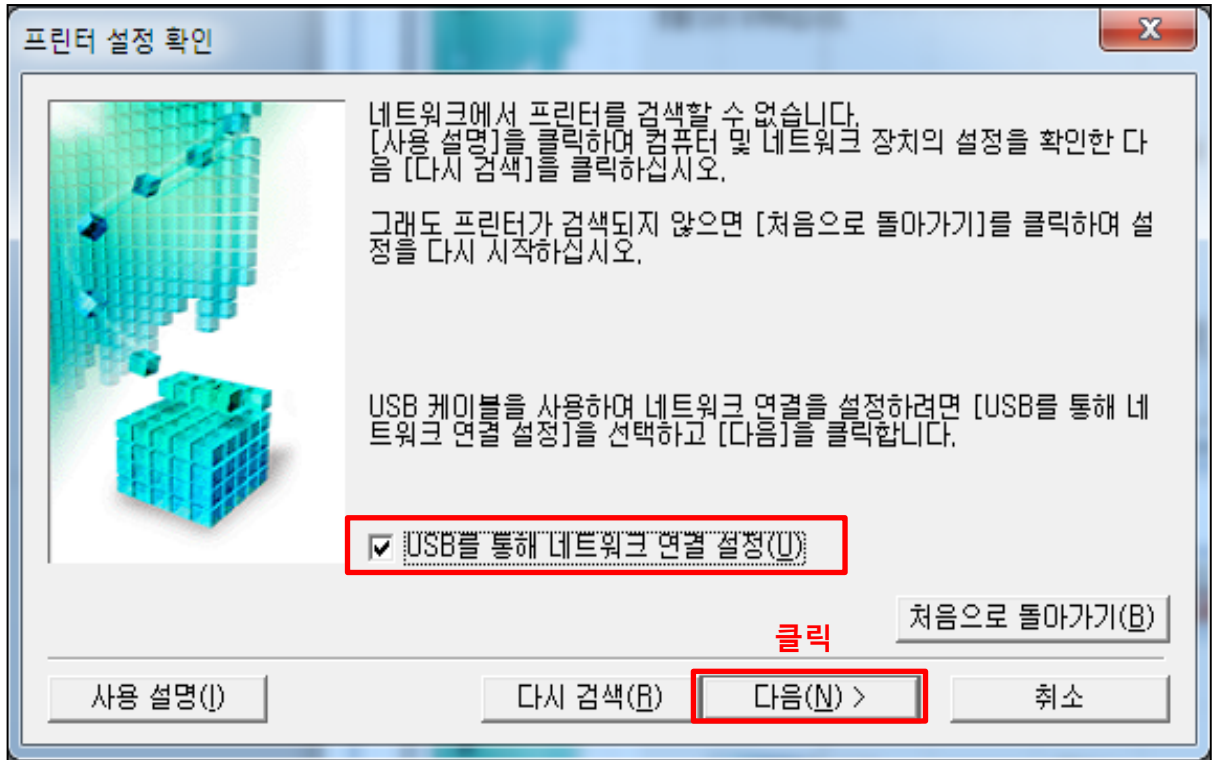 프린터 설정 확인
네트워크에서 프린터를 검색할 수 없습니다.
[사용 설명]을 클릭하여 컴퓨터 및 네트워크 장치의 설정을 확인한 다
음 [다시 검색]을 클릭하십시오.
그래도 프린터가 검색되지 않으면 [처음으로 돌아가기]를 클릭하여 설
정을 다시 시작하십시오.
USB 케이블을 사용하여 네트워크 연결을 설정하려면 [USB를 통해 네
트워크 연결 설정]을 선택하고 [다음]을 클릭합니다.
USB를 통해 네트워크 연결 설정(U)
처음으로 돌아가기(B)
클릭
사용 설명(I) 다시 검색(R) 다음(N) > 취소